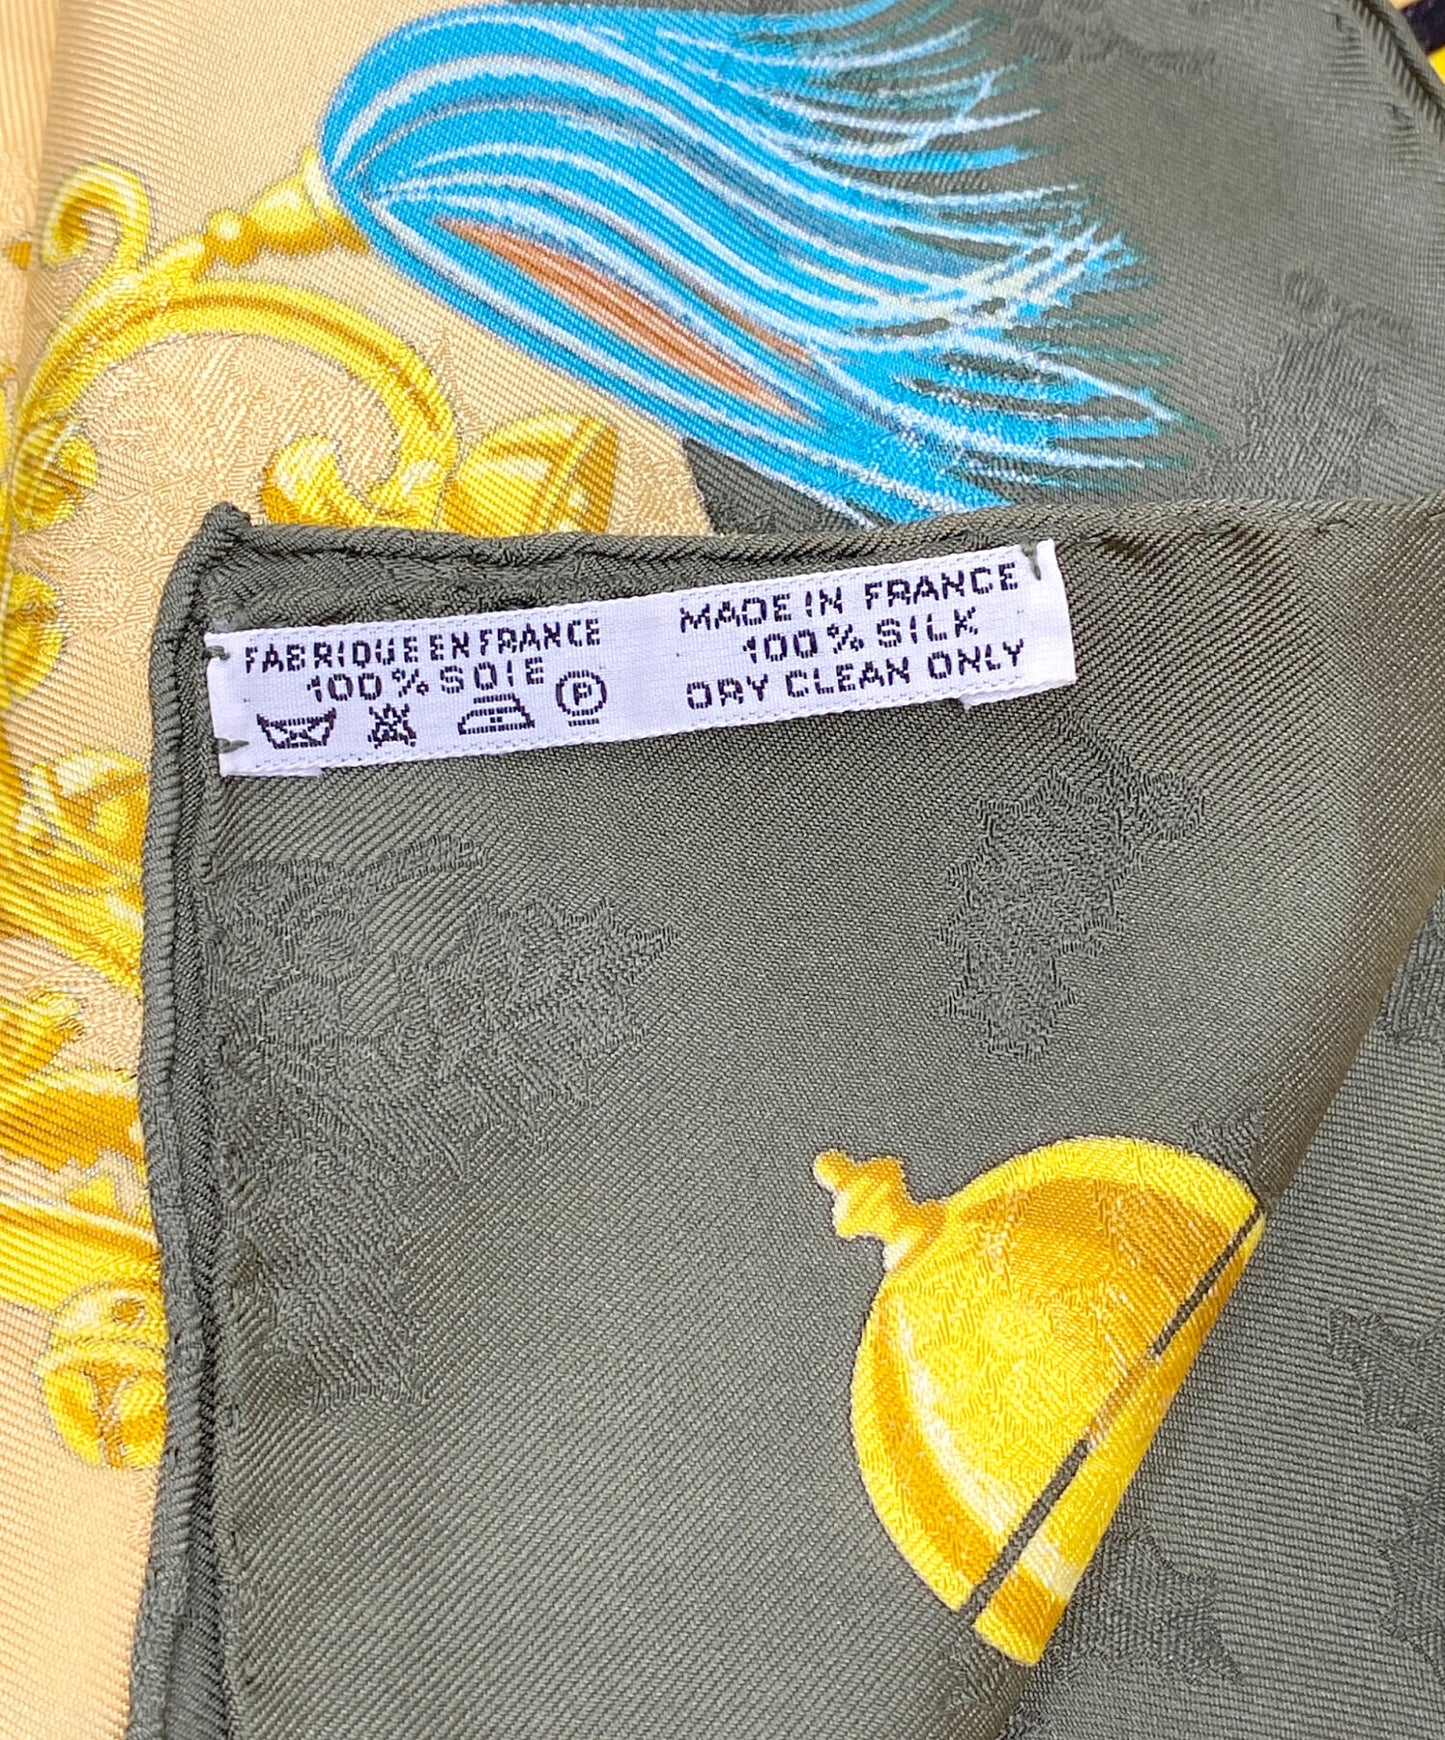 FABRIQUE EN FRANCE
100% SOIE
P
MADE IN FRANCE
100% SILK
DRY CLEAN ONLY